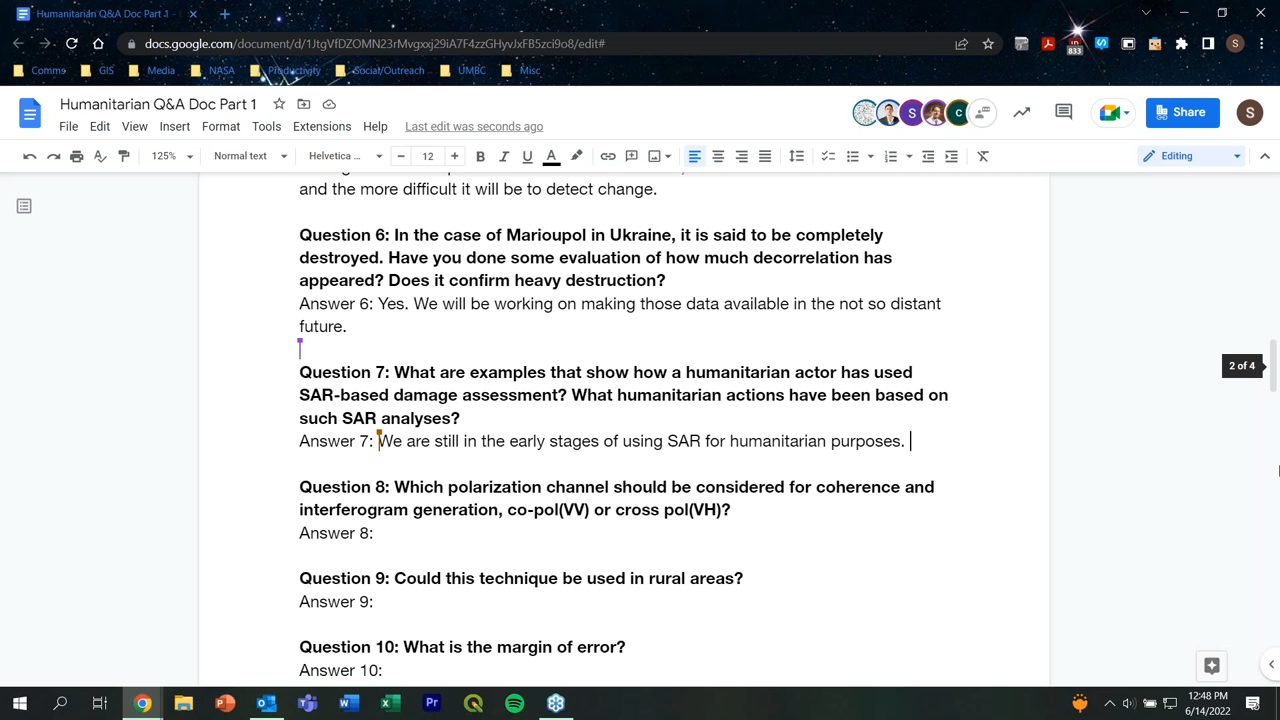 Humanitarian Q&A Doc Part 1
docs.google.com/document/d/1JtgVfDZOMN23rMvgxxj29iA7F4zzGHyvJxFB5zci9o8/edit#
833
S
Comms
GIS
Media
NASA
Productivity
Social/Outreach
UMBC
Misc
Humanitarian Q&A Doc Part 1
File Edit View Insert Format Tools Extensions Help Last edit was seconds ago
S
C
Share
S
125% Normal text Helvetica ... 12 B I U A Editing
and the more difficult it will be to detect change.
Question 6: In the case of Marioupol in Ukraine, it is said to be completely
destroyed. Have you done some evaluation of how much decorrelation has
appeared? Does it confirm heavy destruction?
Answer 6: Yes. We will be working on making those data available in the not so distant
future.
Question 7: What are examples that show how a humanitarian actor has used
SAR-based damage assessment? What humanitarian actions have been based on
such SAR analyses?
Answer 7: We are still in the early stages of using SAR for humanitarian purposes.
Question 8: Which polarization channel should be considered for coherence and
interferogram generation, co-pol(VV) or cross pol(VH)?
Answer 8:
Question 9: Could this technique be used in rural areas?
Answer 9:
Question 10: What is the margin of error?
Answer 10:
2 of 4
12:48 PM
6/14/2022